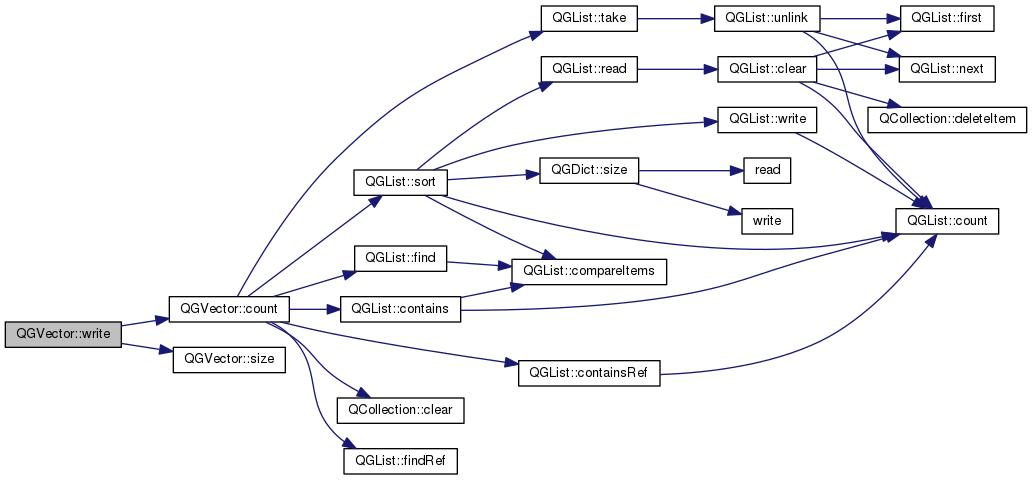 QGList::take
QGList::unlink
QGList::first
QGList::read
QGList::clear
QGList::next
QGList::write
QCollection::deleteItem
QGList::sort
QGDict::size
read
write
QGList::count
QGList::find
QGList::compareItems
QGVector::count
QGList::contains
QGVector::write
QGVector::size
QGList::containsRef
QCollection::clear
QGList::findRef